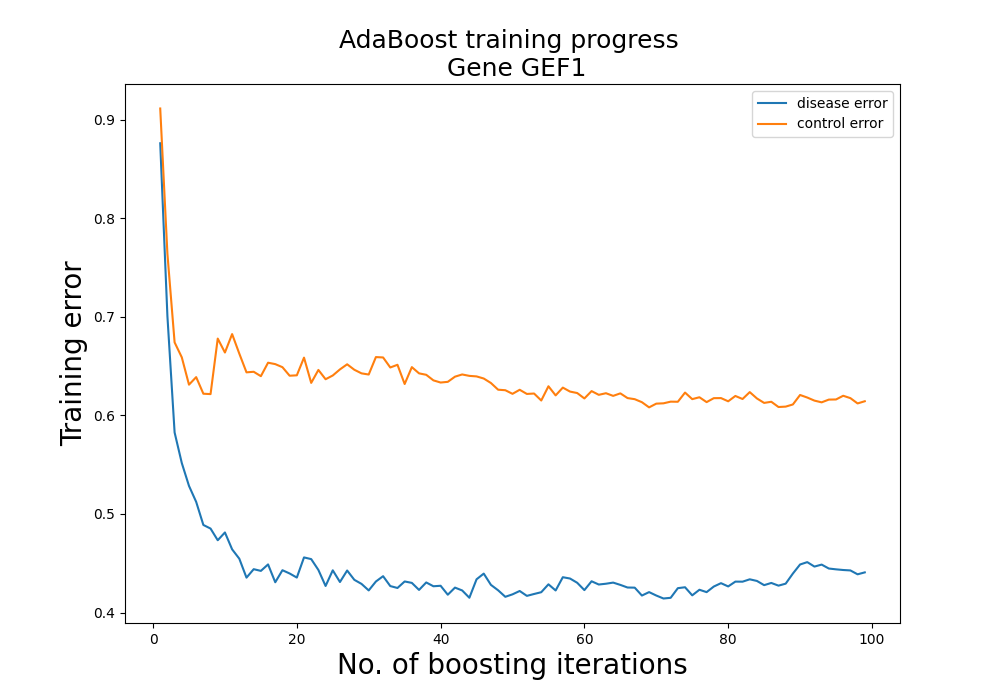 AdaBoost training progress
Gene GEF1
disease error
control error
Training error
0.9
0.8
0.7
0.6
0.5
0.4
0
20
40
60
80
100
No. of boosting iterations